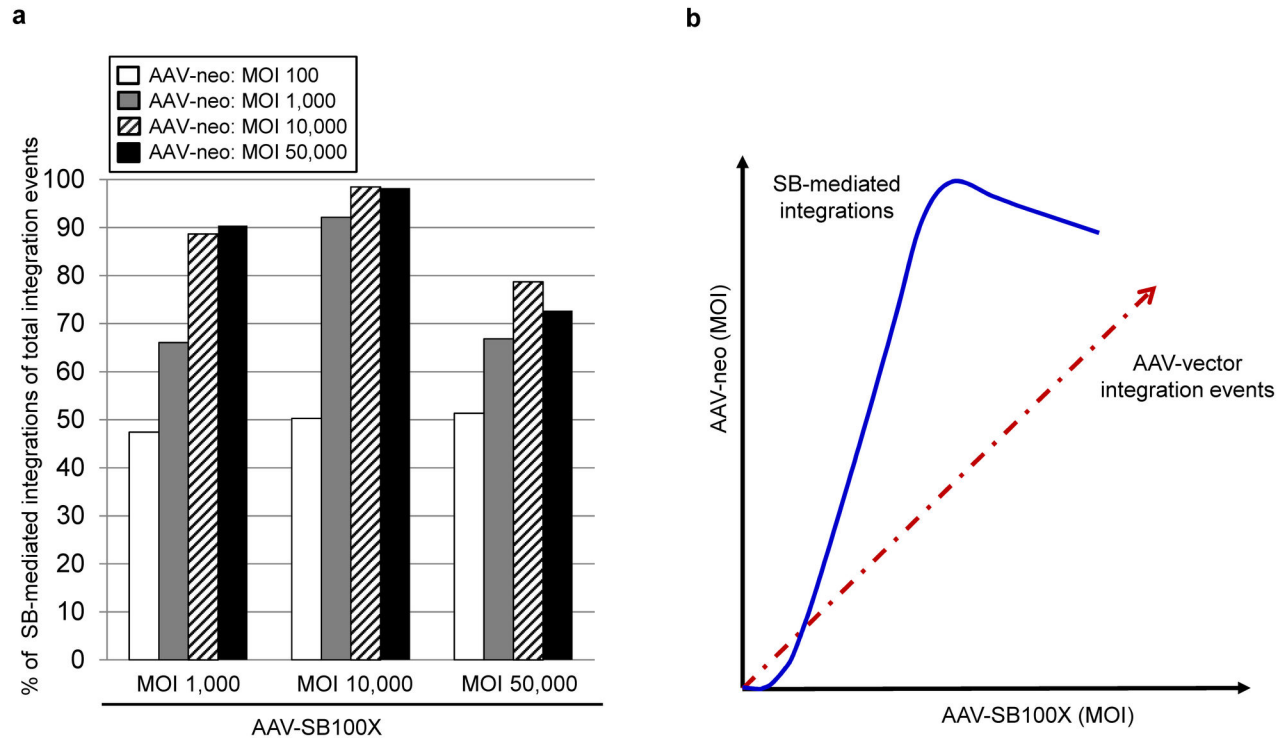 a
AAV-neo: MOI 100
AAV-neo: MOI 1,000
AAV-neo: MOI 10,000
AAV-neo: MOI 50,000
% of SB-mediated integrations of total integration events
100
90
80
70
60
50
40
30
20
10
0
MOI 1,000 MOI 10,000 MOI 50,000
AAV-SB100X
b
SB-mediated
integrations
AAV-neo (MOI)
AAV-vector
integration events
AAV-SB100X (MOI)